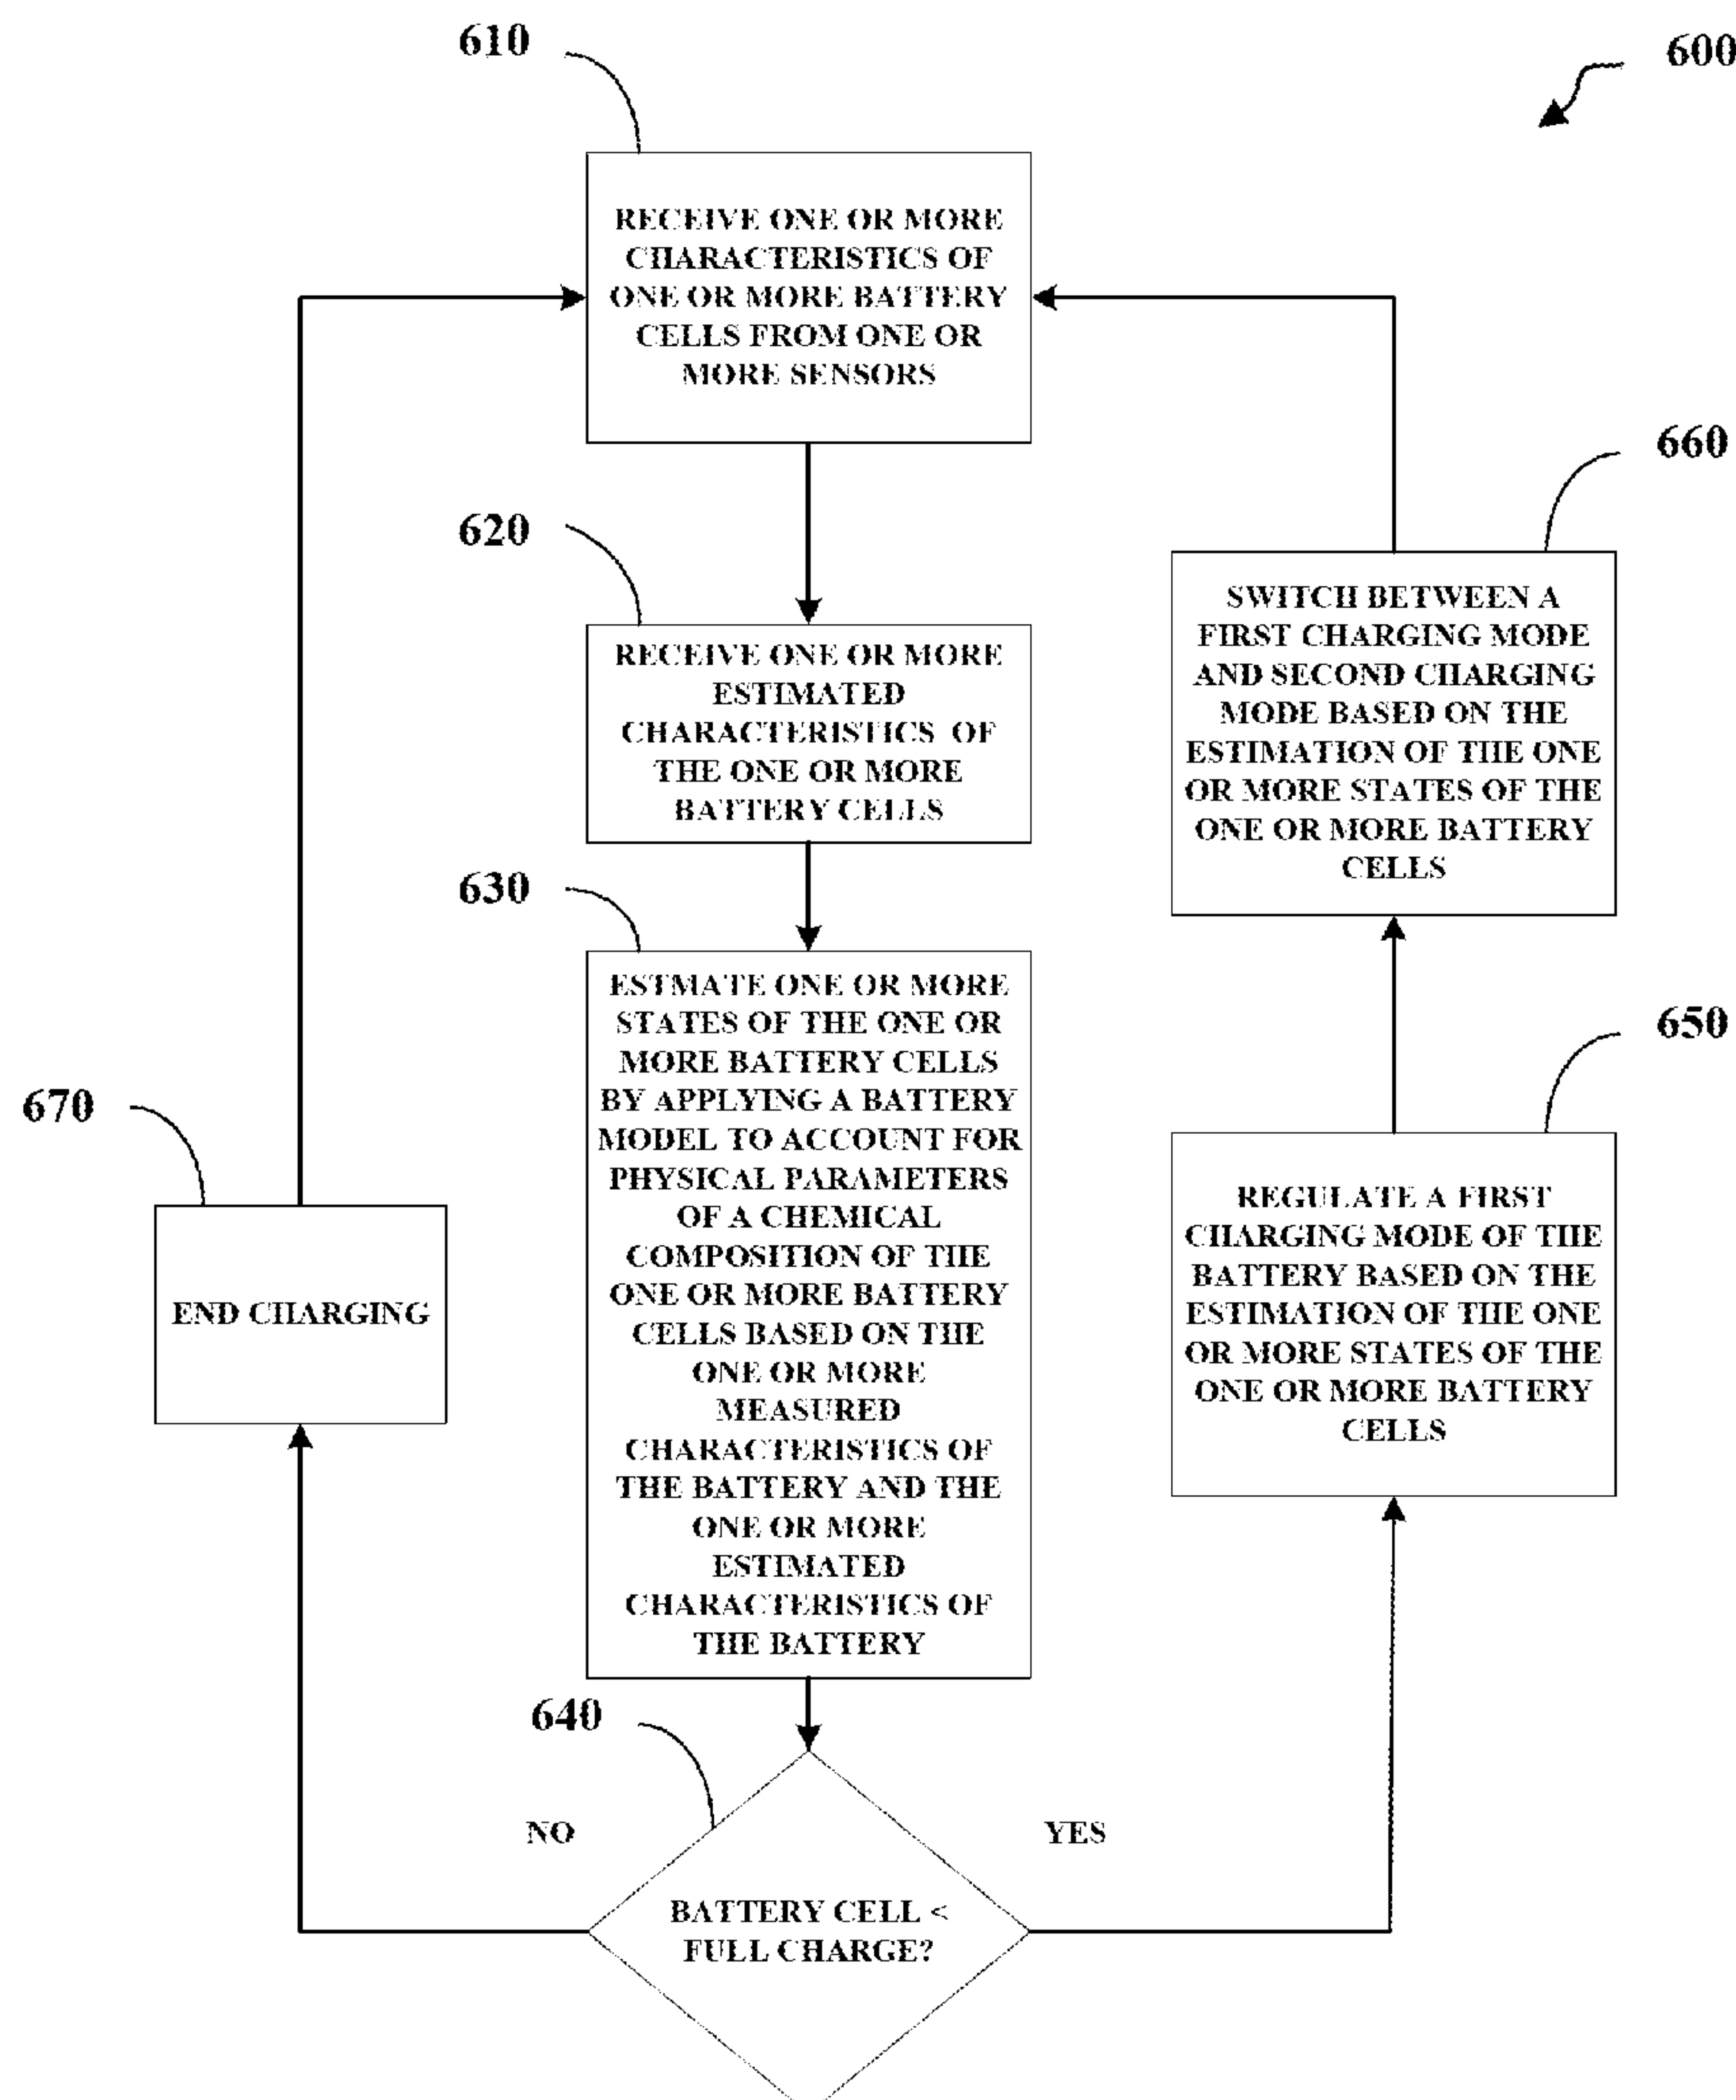 610
600
RECEIVE ONE OR MORE
CHARACTERISTICS OF
ONE OR MORE BATTERY
CELLS FROM ONE OR
MORE SENSORS
620
RECEIVE ONE OR MORE
ESTIMATED
CHARACTERISTICS OF
THE ONE OR MORE
BATTERY CELLS
630
ESTMATE ONE OR MORE
STATES OF THE ONE OR
MORE BATTERY CELLS
BY APPLYING A BATTERY
MODEL TO ACCOUNT FOR
PHYSICAL PARAMETERS
OF A CHEMICAL
COMPOSITION OF THE
ONE OR MORE BATTERY
CELLS BASED ON THE
ONE OR MORE
MEASURED
CHARACTERISTICS OF
THE BATTERY AND THE
ONE OR MORE
ESTIMATED
CHARACTERISTICS OF
THE BATTERY
640
NO
YES
BATTERY CELL <
FULL CHARGE?
650
REGULATE A FIRST
CHARGING MODE OF THE
BATTERY BASED ON THE
ESTIMATION OF THE ONE
OR MORE STATES OF THE
ONE OR MORE BATTERY
CELLS
660
SWITCH BETWEEN A
FIRST CHARGING MODE
AND SECOND CHARGING
MODE BASED ON THE
ESTIMATION OF THE ONE
OR MORE STATES OF THE
ONE OR MORE BATTERY
CELLS
670
END CHARGING